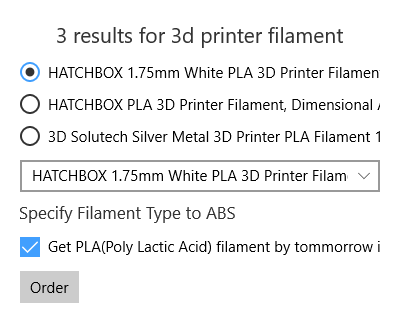 3 results for 3d printer filament
HATCHBOX 1.75mm White PLA 3D Printer Filamen
HATCHBOX PLA 3D Printer Filament, Dimensional
3D Solutech Silver Metal 3D Printer PLA Filament 1
HATCHBOX 1.75mm White PLA 3D Printer Filam
Specify Filament Type to ABS
Get PLA(Poly Lactic Acid) filament by tommorrow i
Order